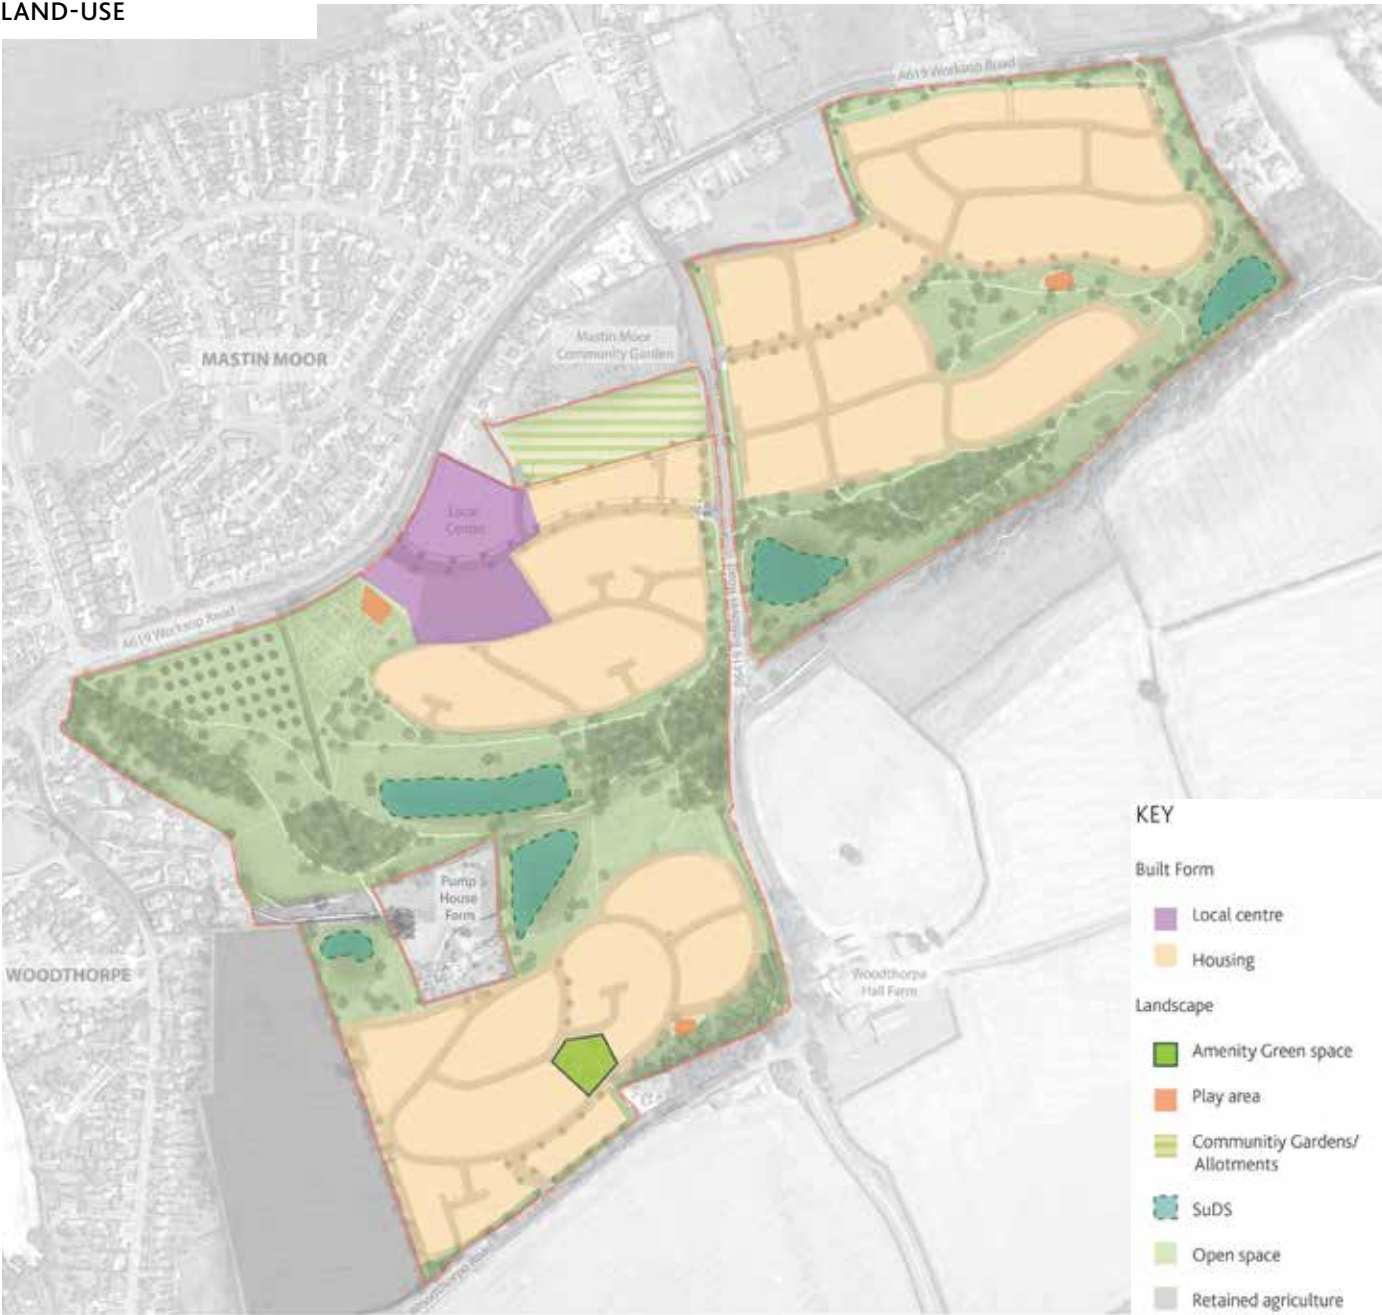 LAND-USE
A619 Worksop Road
Mastin Moor
Community Garden
MASTIN MOOR
Local
Centre
A619 Worksop Road
Pump
House
Farm
WOODTHORPE
Woodthorpe
Hall Farm
Woodthorpe Road
KEY
Built Form
Local centre
Housing
Landscape
Amenity Green space
Play area
Communitiy Gardens/
Allotments
SuDS
Open space
Retained agriculture